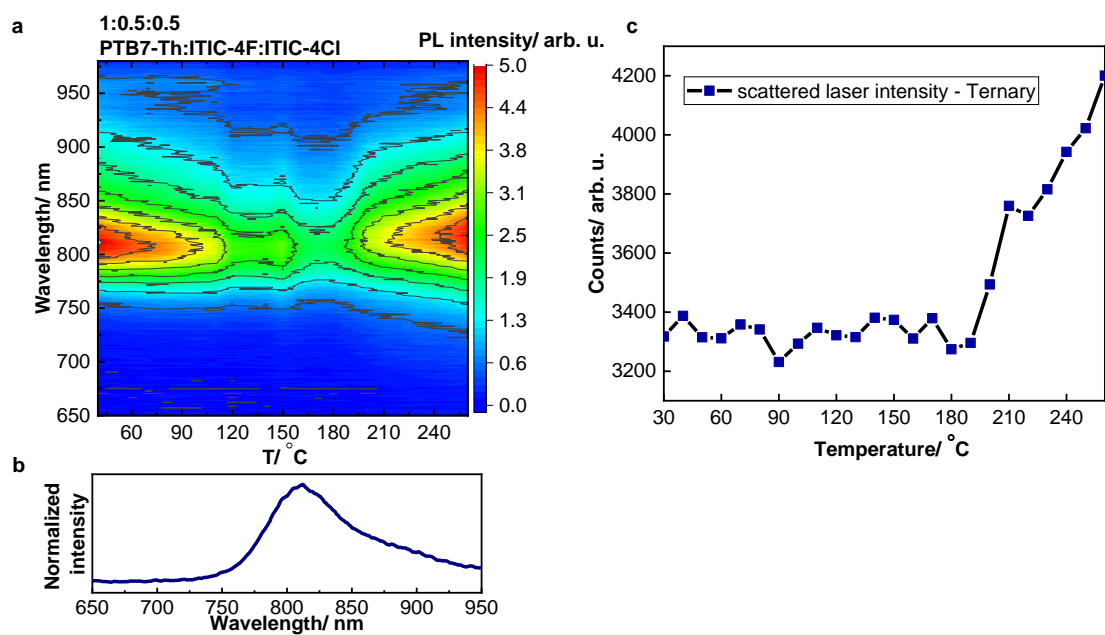 a
1:0.5:0.5
PTB7-Th:ITIC-4F:ITIC-4Cl
PL intensity/ arb. u.
Wavelength/ nm
950
900
850
800
750
700
650
60 90 120 150 180 210 240
T/ °C
5.0
4.4
3.8
3.1
2.5
1.9
1.3
0.6
0.0
b
Normalized
intensity
650 700 750 800 850 900 950
Wavelength/ nm
c
scattered laser intensity - Ternary
Counts/ arb. u.
4200
4000
3800
3600
3400
3200
30 60 90 120 150 180 210 240
Temperature/ °C